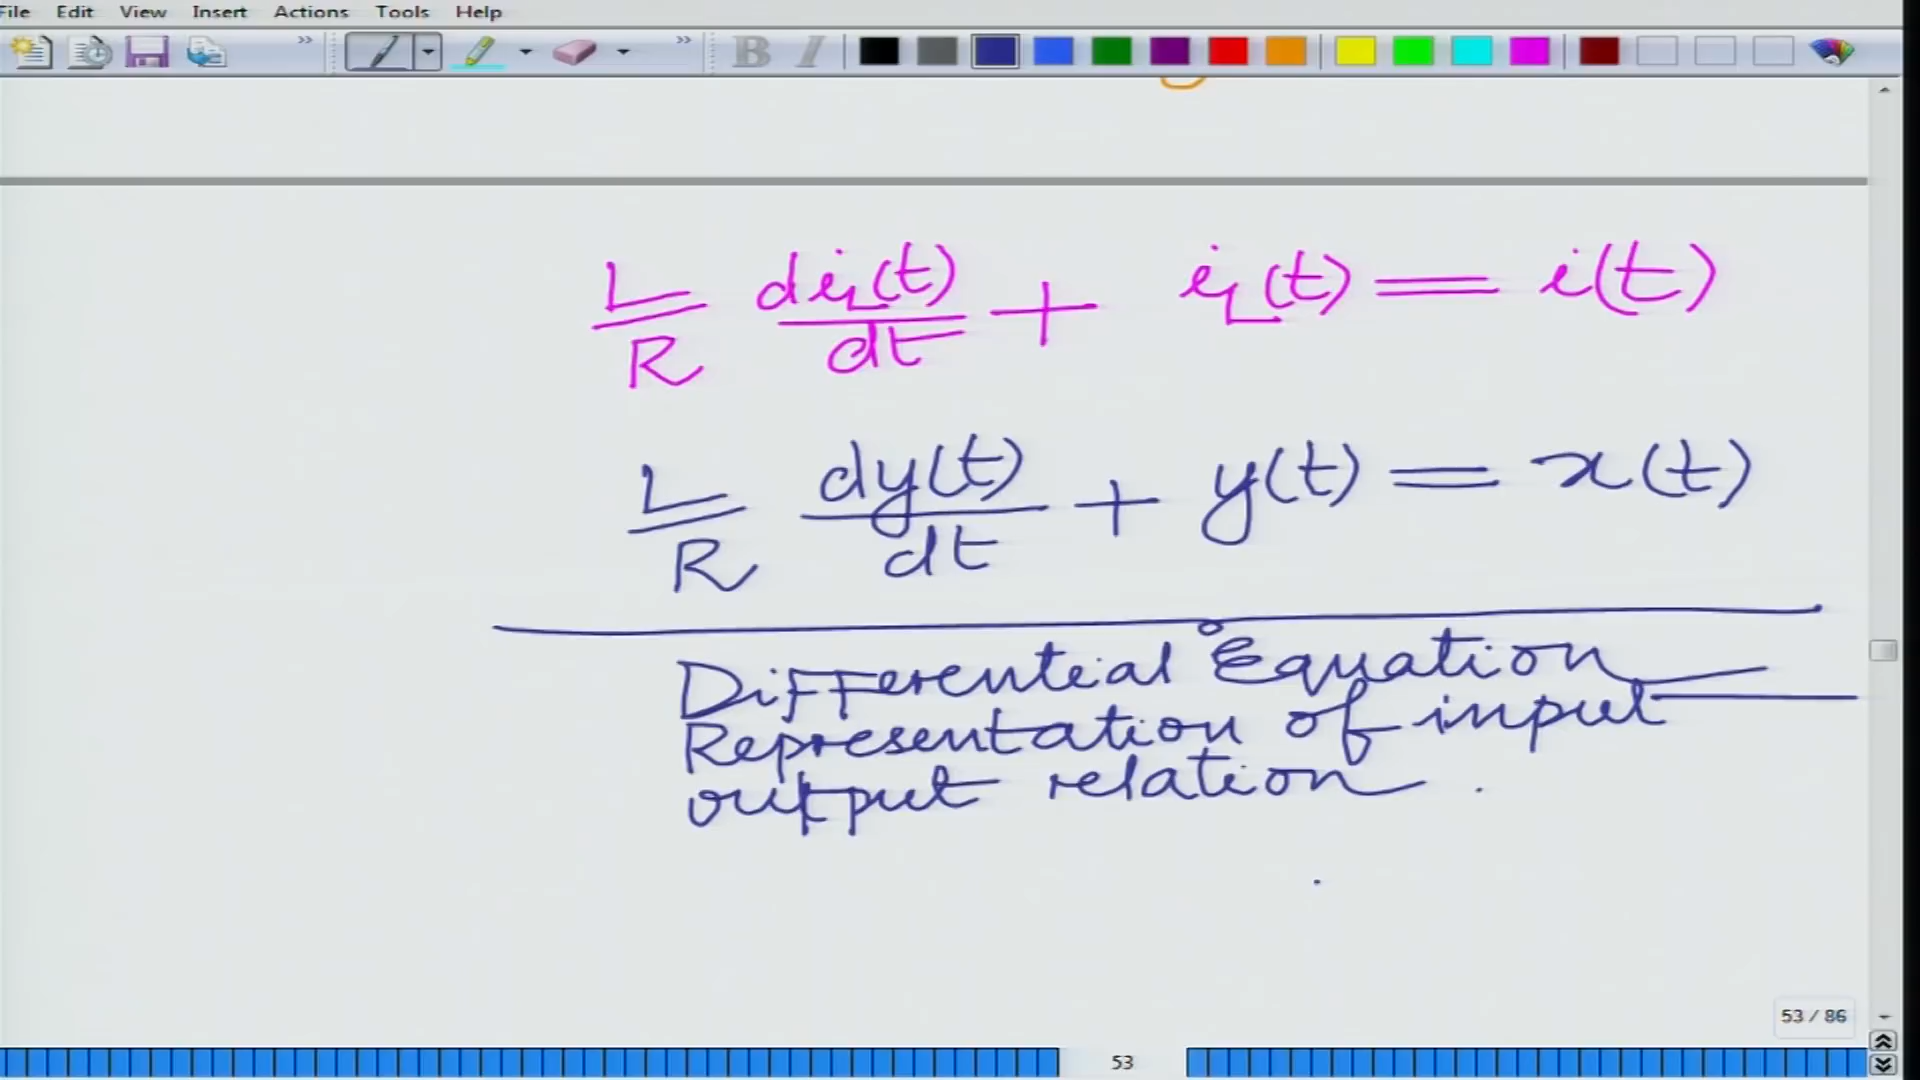 File Edit View Insert Actions Tools Help
B I
L/R di_L(t)/dt + i_L(t) = i(t)
L/R dy(t)/dt + y(t) = x(t)
Differential Equation
Representation of input
output relation .
53 / 86
53